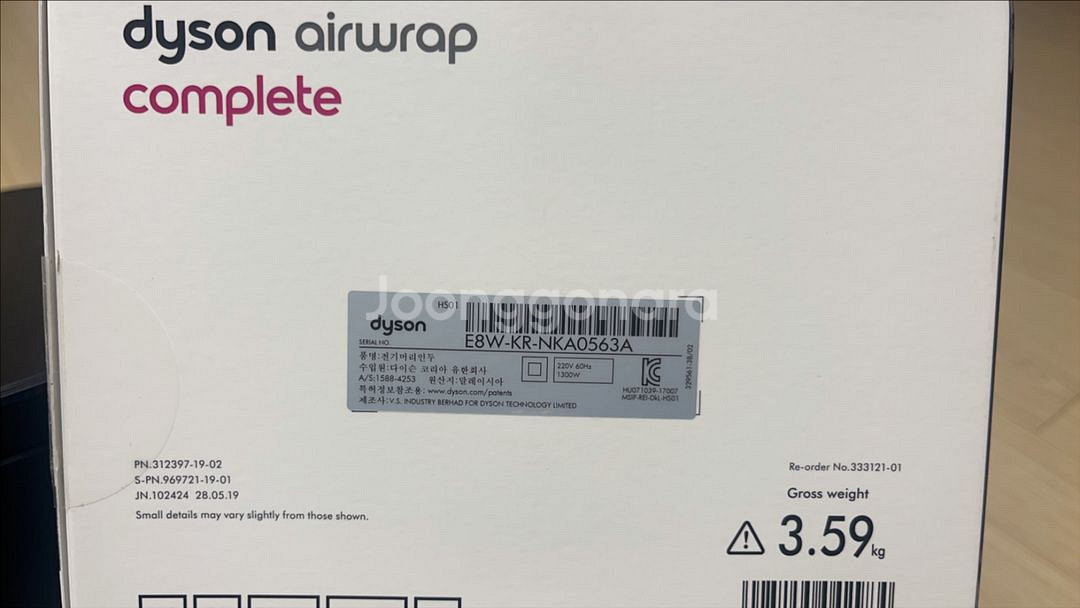 dyson airwrap
complete
Joonggonara
HS01
dyson
SERIAL NO.
E8W-KR-NKA0563A
품명:전기머리인두
수입원:다이슨 코리아 유한회사
A/S:1588-4253 원산지:말레이시아
특허정보참조용: www.dyson.com/patents
제조사:V.S. INDUSTRY BERHAD FOR DYSON TECHNOLOGY LIMITED
220V 60Hz
1300W
HU071039-17007
MSIP-REI-DkL-HS01
329561-38/02
PN.312397-19-02
S-PN.969721-19-01
JN.102424 28.05.19
Small details may vary slightly from those shown.
Re-order No.333121-01
Gross weight
3.59kg